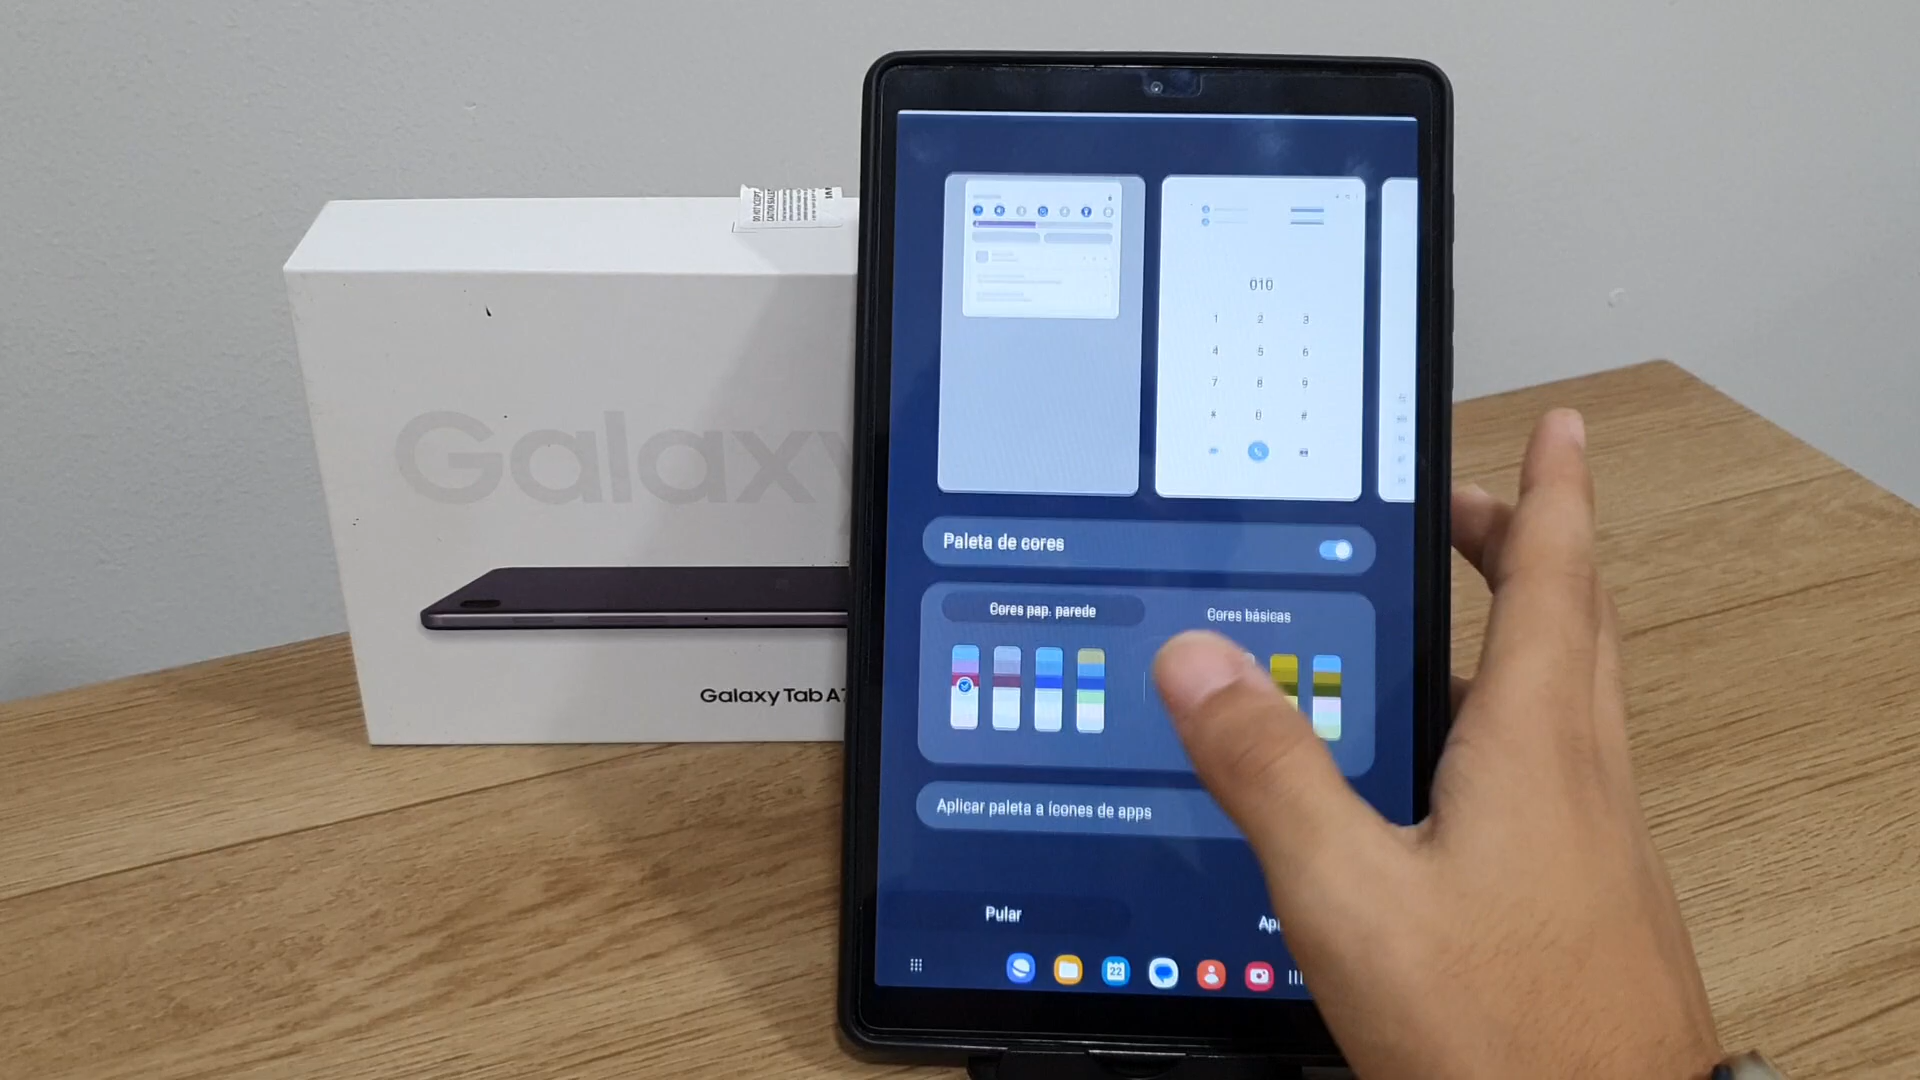 Galaxy
Galaxy Tab A7
010
1 2 3
4 5 6
7 8 9
* 0 #
Paleta de cores
Cores pap. parede
Cores básicas
Aplicar paleta a ícones de apps
Pular
22